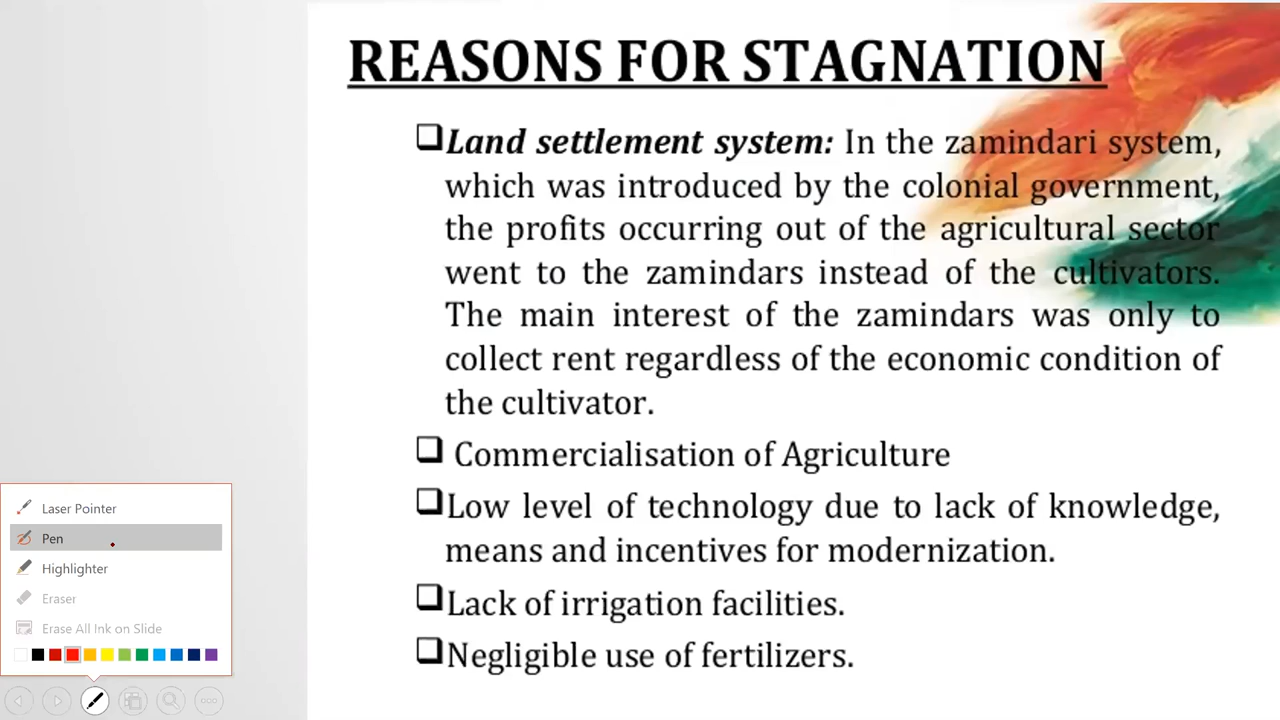 REASONS FOR STAGNATION
❑Land settlement system: In the zamindari system,
which was introduced by the colonial government,
the profits occurring out of the agricultural sector
went to the zamindars instead of the cultivators.
The main interest of the zamindars was only to
collect rent regardless of the economic condition of
the cultivator.
❑ Commercialisation of Agriculture
❑Low level of technology due to lack of knowledge,
means and incentives for modernization.
❑Lack of irrigation facilities.
❑Negligible use of fertilizers.
Laser Pointer
Pen
Highlighter
Eraser
Erase All Ink on Slide